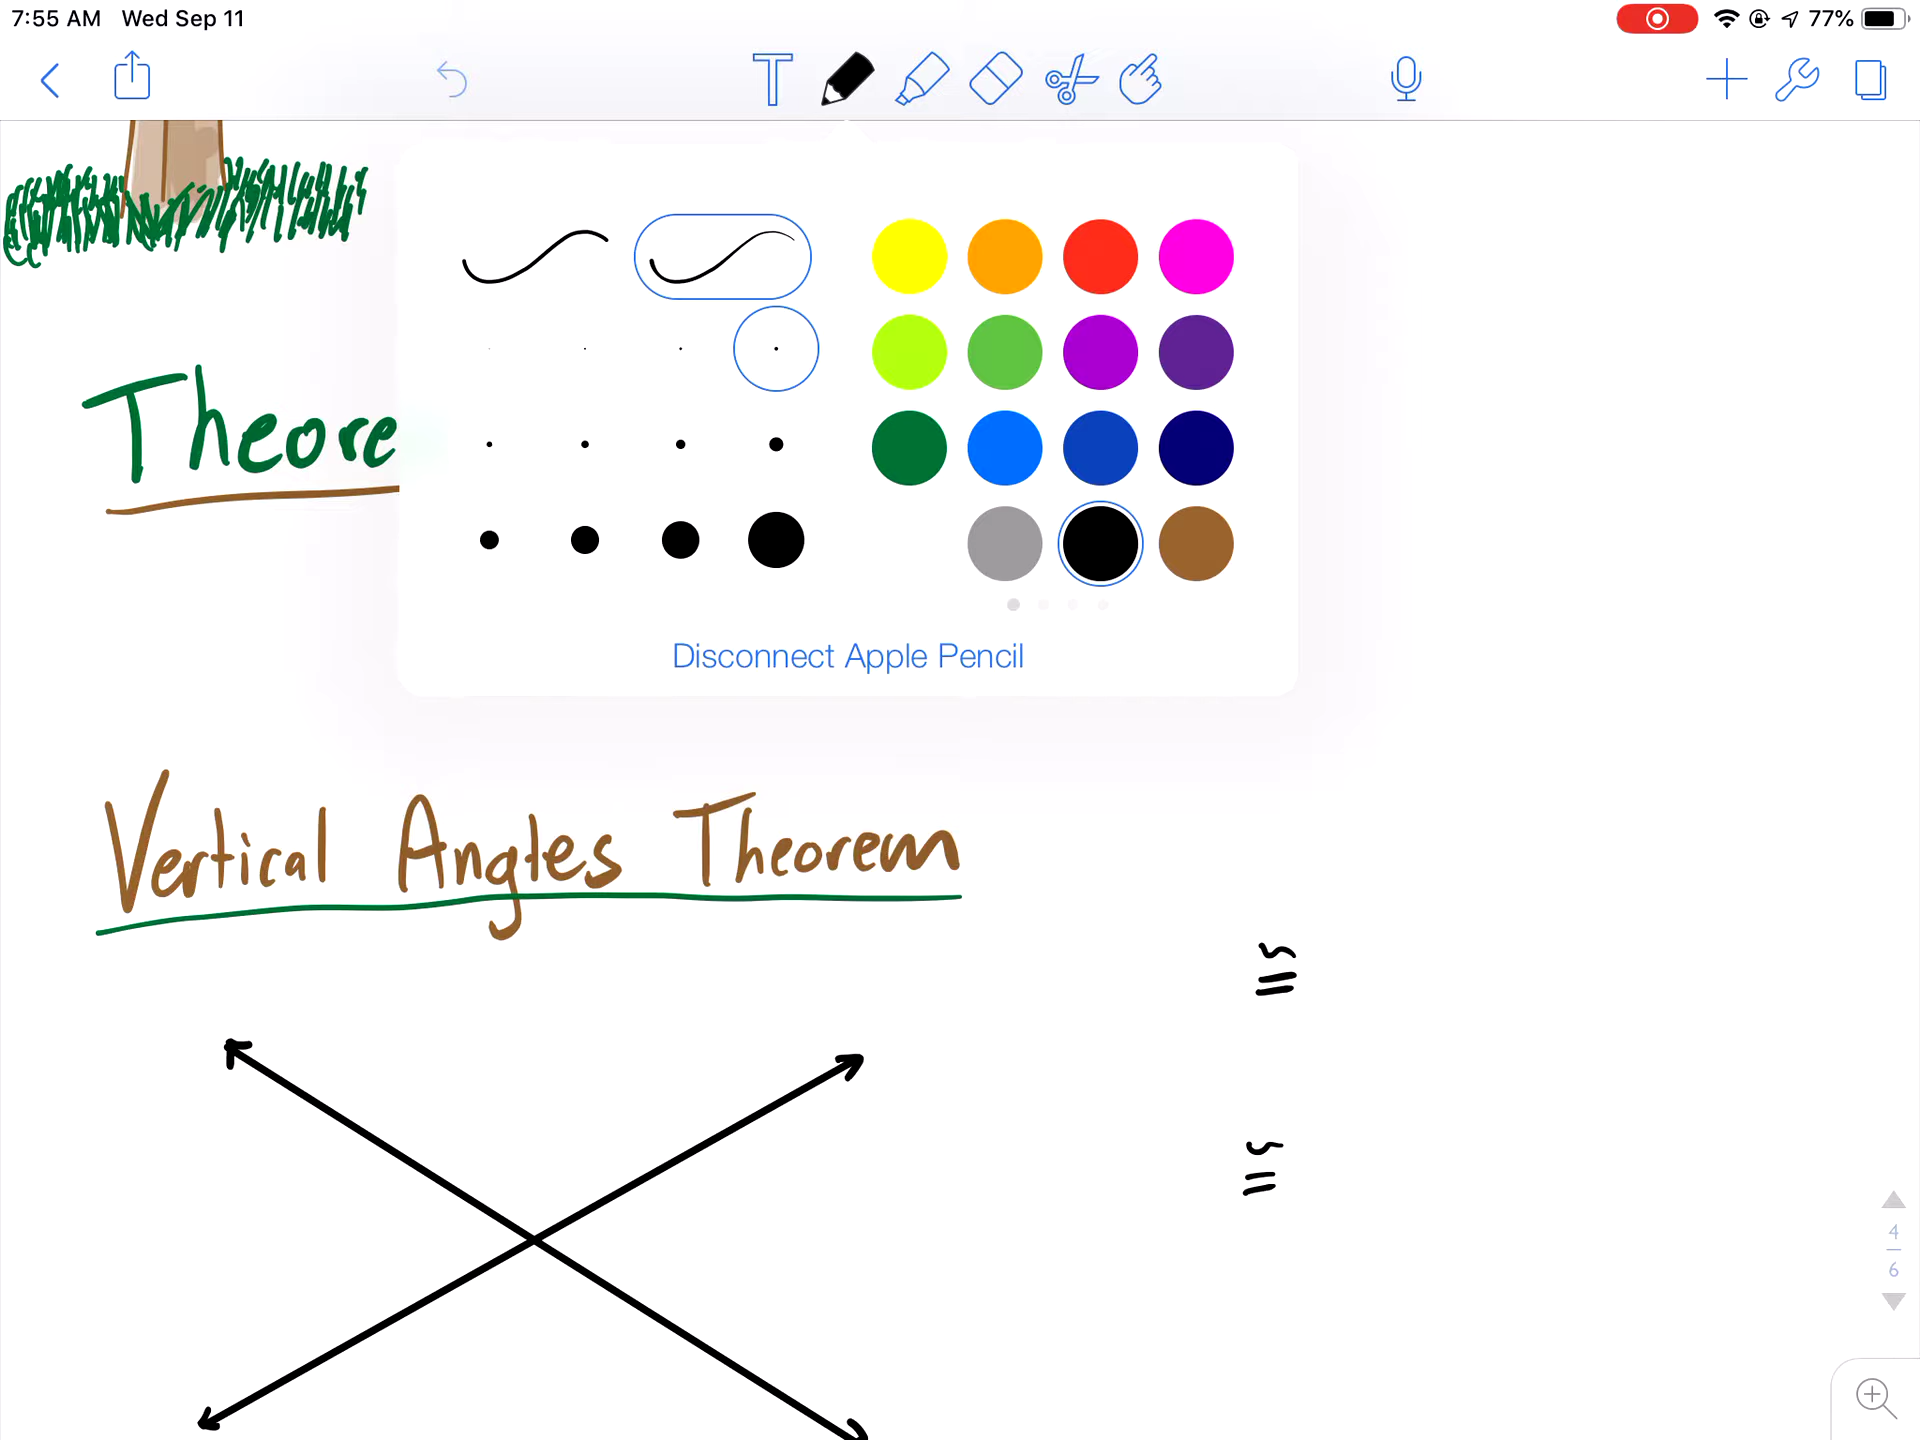 7:55 AM Wed Sep 11
77%
T
Theore
Disconnect Apple Pencil
Vertical Angles Theorem
≅
≅
4
6